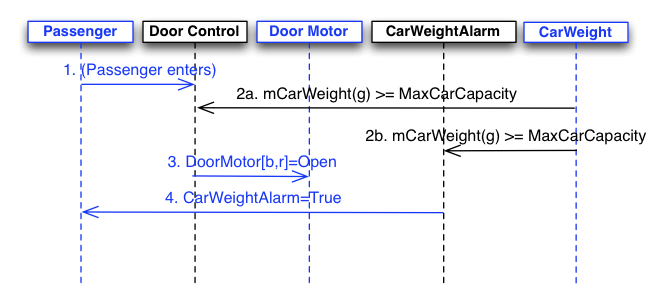 Passenger Door Control Door Motor CarWeightAlarm CarWeight
1. (Passenger enters)
2a. mCarWeight(g) >= MaxCarCapacity
2b. mCarWeight(g) >= MaxCarCapacity
3. DoorMotor[b,r]=Open
4. CarWeightAlarm=True